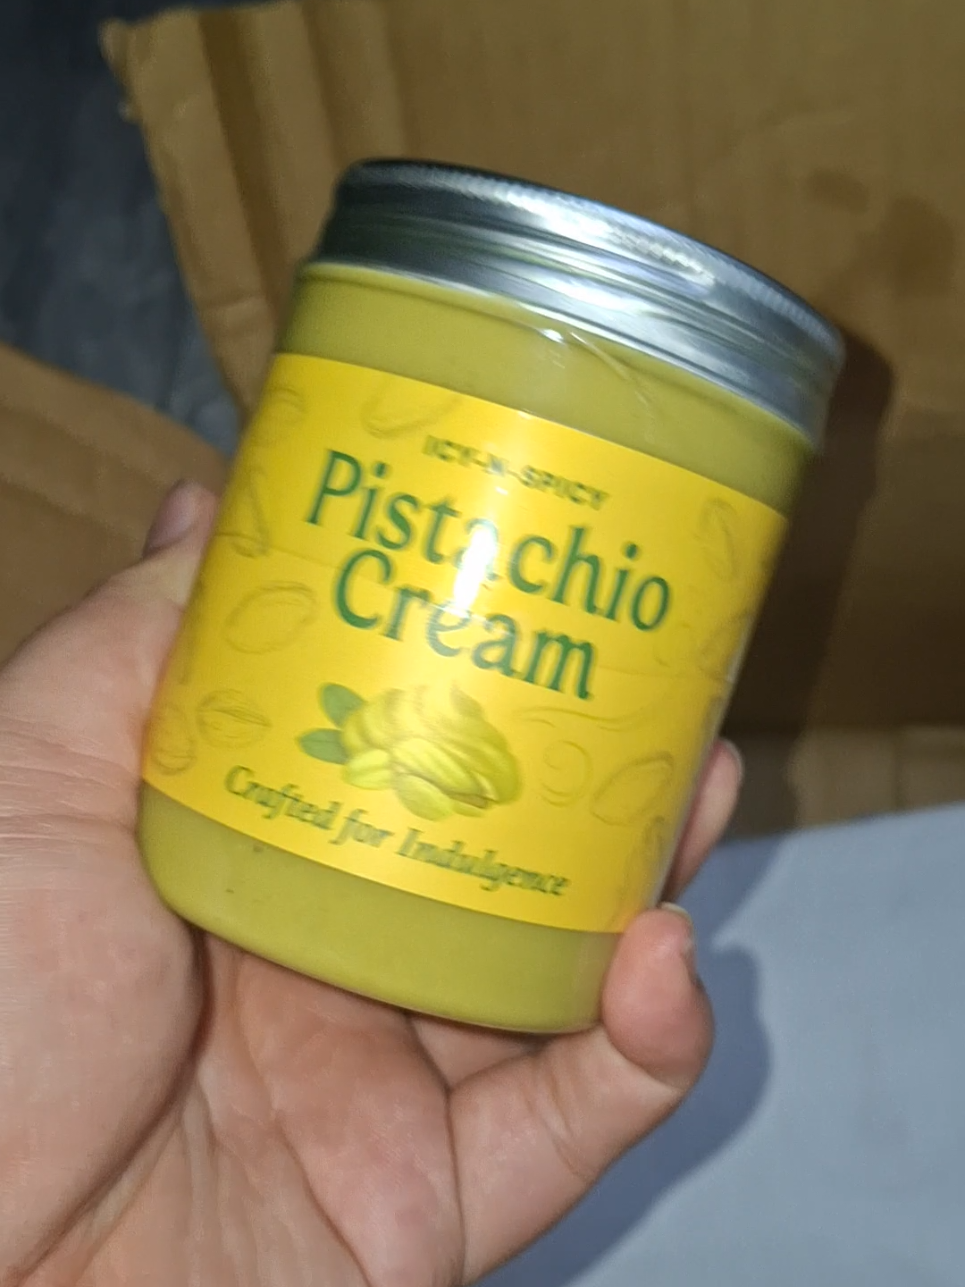 ICY-N-SPICY
Pistachio
Cream
Crafted for Indulgence